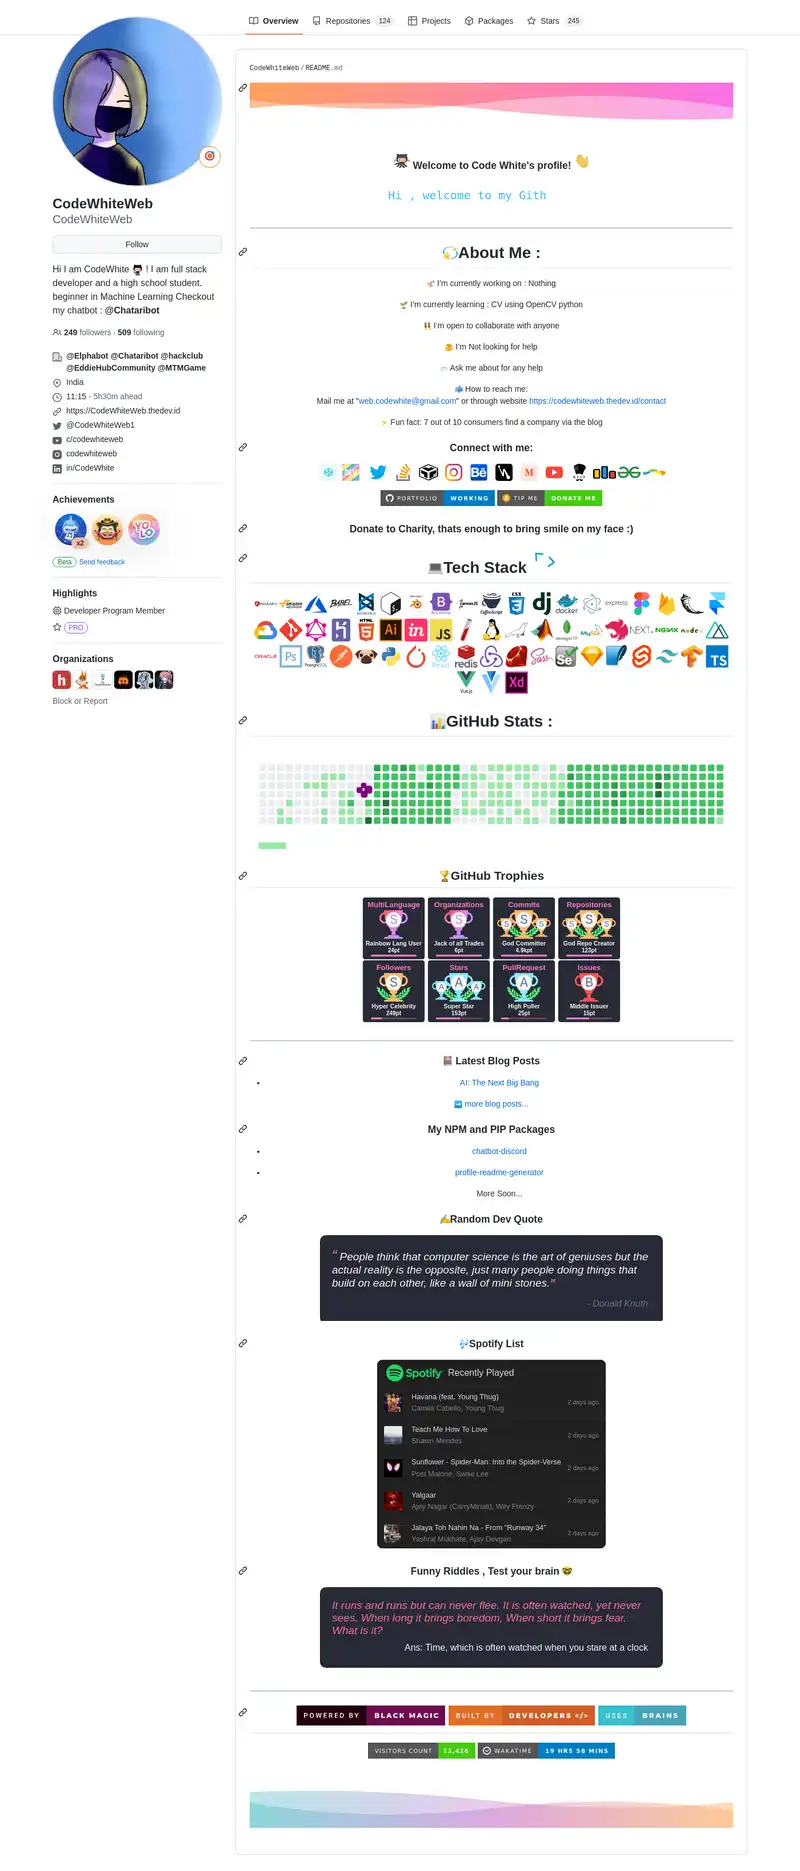 Overview
Repositories 124
Projects
Packages
Stars 245
CodeWhiteWeb
CodeWhiteWeb
Follow
Hi I am CodeWhite ! I am full stack
developer and a high school student.
beginner in Machine Learning Checkout
my chatbot : @Chataribot
249 followers · 509 following
@Elphabot @Chataribot @hackclub
@EddieHubCommunity @MTMGame
India
11:15 - 5h30m ahead
https://CodeWhiteWeb.thedev.id
@CodeWhiteWeb1
c/codewhiteweb
codewhiteweb
in/CodeWhite
Achievements
x2
YOLO
Beta Send feedback
Highlights
Developer Program Member
PRO
Organizations
Block or Report
CodeWhiteWeb / README.md
Welcome to Code White's profile!
Hi , welcome to my Gith
About Me :
I'm currently working on : Nothing
I'm currently learning : CV using OpenCV python
I'm open to collaborate with anyone
I'm Not looking for help
Ask me about for any help
How to reach me:
Mail me at "web.codewhite@gmail.com" or through website https://codewhiteweb.thedev.id/contact
Fun fact: 7 out of 10 consumers find a company via the blog
Connect with me:
PORTFOLIO WORKING TIP ME DONATE ME
Donate to Charity, thats enough to bring smile on my face :)
Tech Stack
GitHub Stats :
GitHub Trophies
MultiLanguage Organizations Commits Repositories
S S S S S S S S
Rainbow Lang User Jack of all Trades God Committer God Repo Creator
24pt 6pt 4.9kpt 123pt
Followers Stars PullRequest Issues
S A A A A B
Hyper Celebrity Super Star High Puller Middle Issuer
249pt 153pt 25pt 15pt
Latest Blog Posts
• AI: The Next Big Bang
more blog posts...
My NPM and PIP Packages
• chatbot-discord
• profile-readme-generator
More Soon...
Random Dev Quote
" People think that computer science is the art of geniuses but the
actual reality is the opposite, just many people doing things that
build on each other, like a wall of mini stones."
- Donald Knuth
Spotify List
Spotify Recently Played
Havana (feat. Young Thug)
Camila Cabello, Young Thug
2 days ago
Teach Me How To Love
Shawn Mendes
2 days ago
Sunflower - Spider-Man: Into the Spider-Verse
Post Malone, Swae Lee
2 days ago
Yalgaar
Ajey Nagar (CarryMinati), Wily Frenzy
2 days ago
Jalaya Toh Nahin Na - From "Runway 34"
Yashraj Mukhate, Ajay Devgan
2 days ago
Funny Riddles , Test your brain
It runs and runs but can never flee. It is often watched, yet never
sees. When long it brings boredom, When short it brings fear.
What is it?
Ans: Time, which is often watched when you stare at a clock
POWERED BY BLACK MAGIC BUILT BY DEVELOPERS </> USES BRAINS
VISITORS COUNT 12,426 WAKATIME 19 HRS 58 MINS